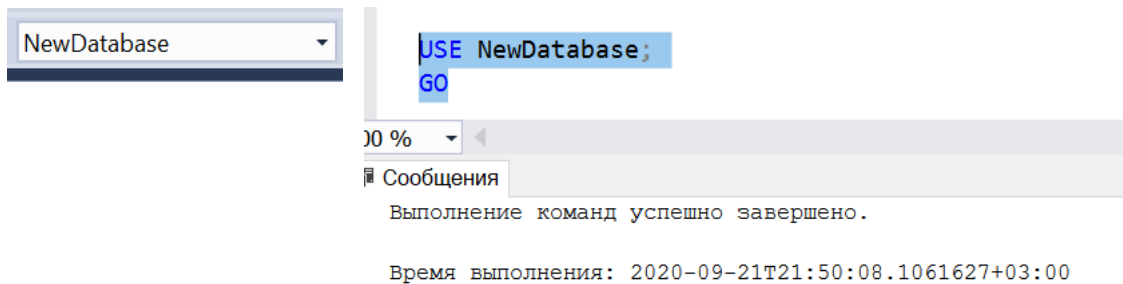 NewDatabase
USE NewDatabase;
GO
00 %
Сообщения
Выполнение команд успешно завершено.
Время выполнения: 2020-09-21T21:50:08.1061627+03:00